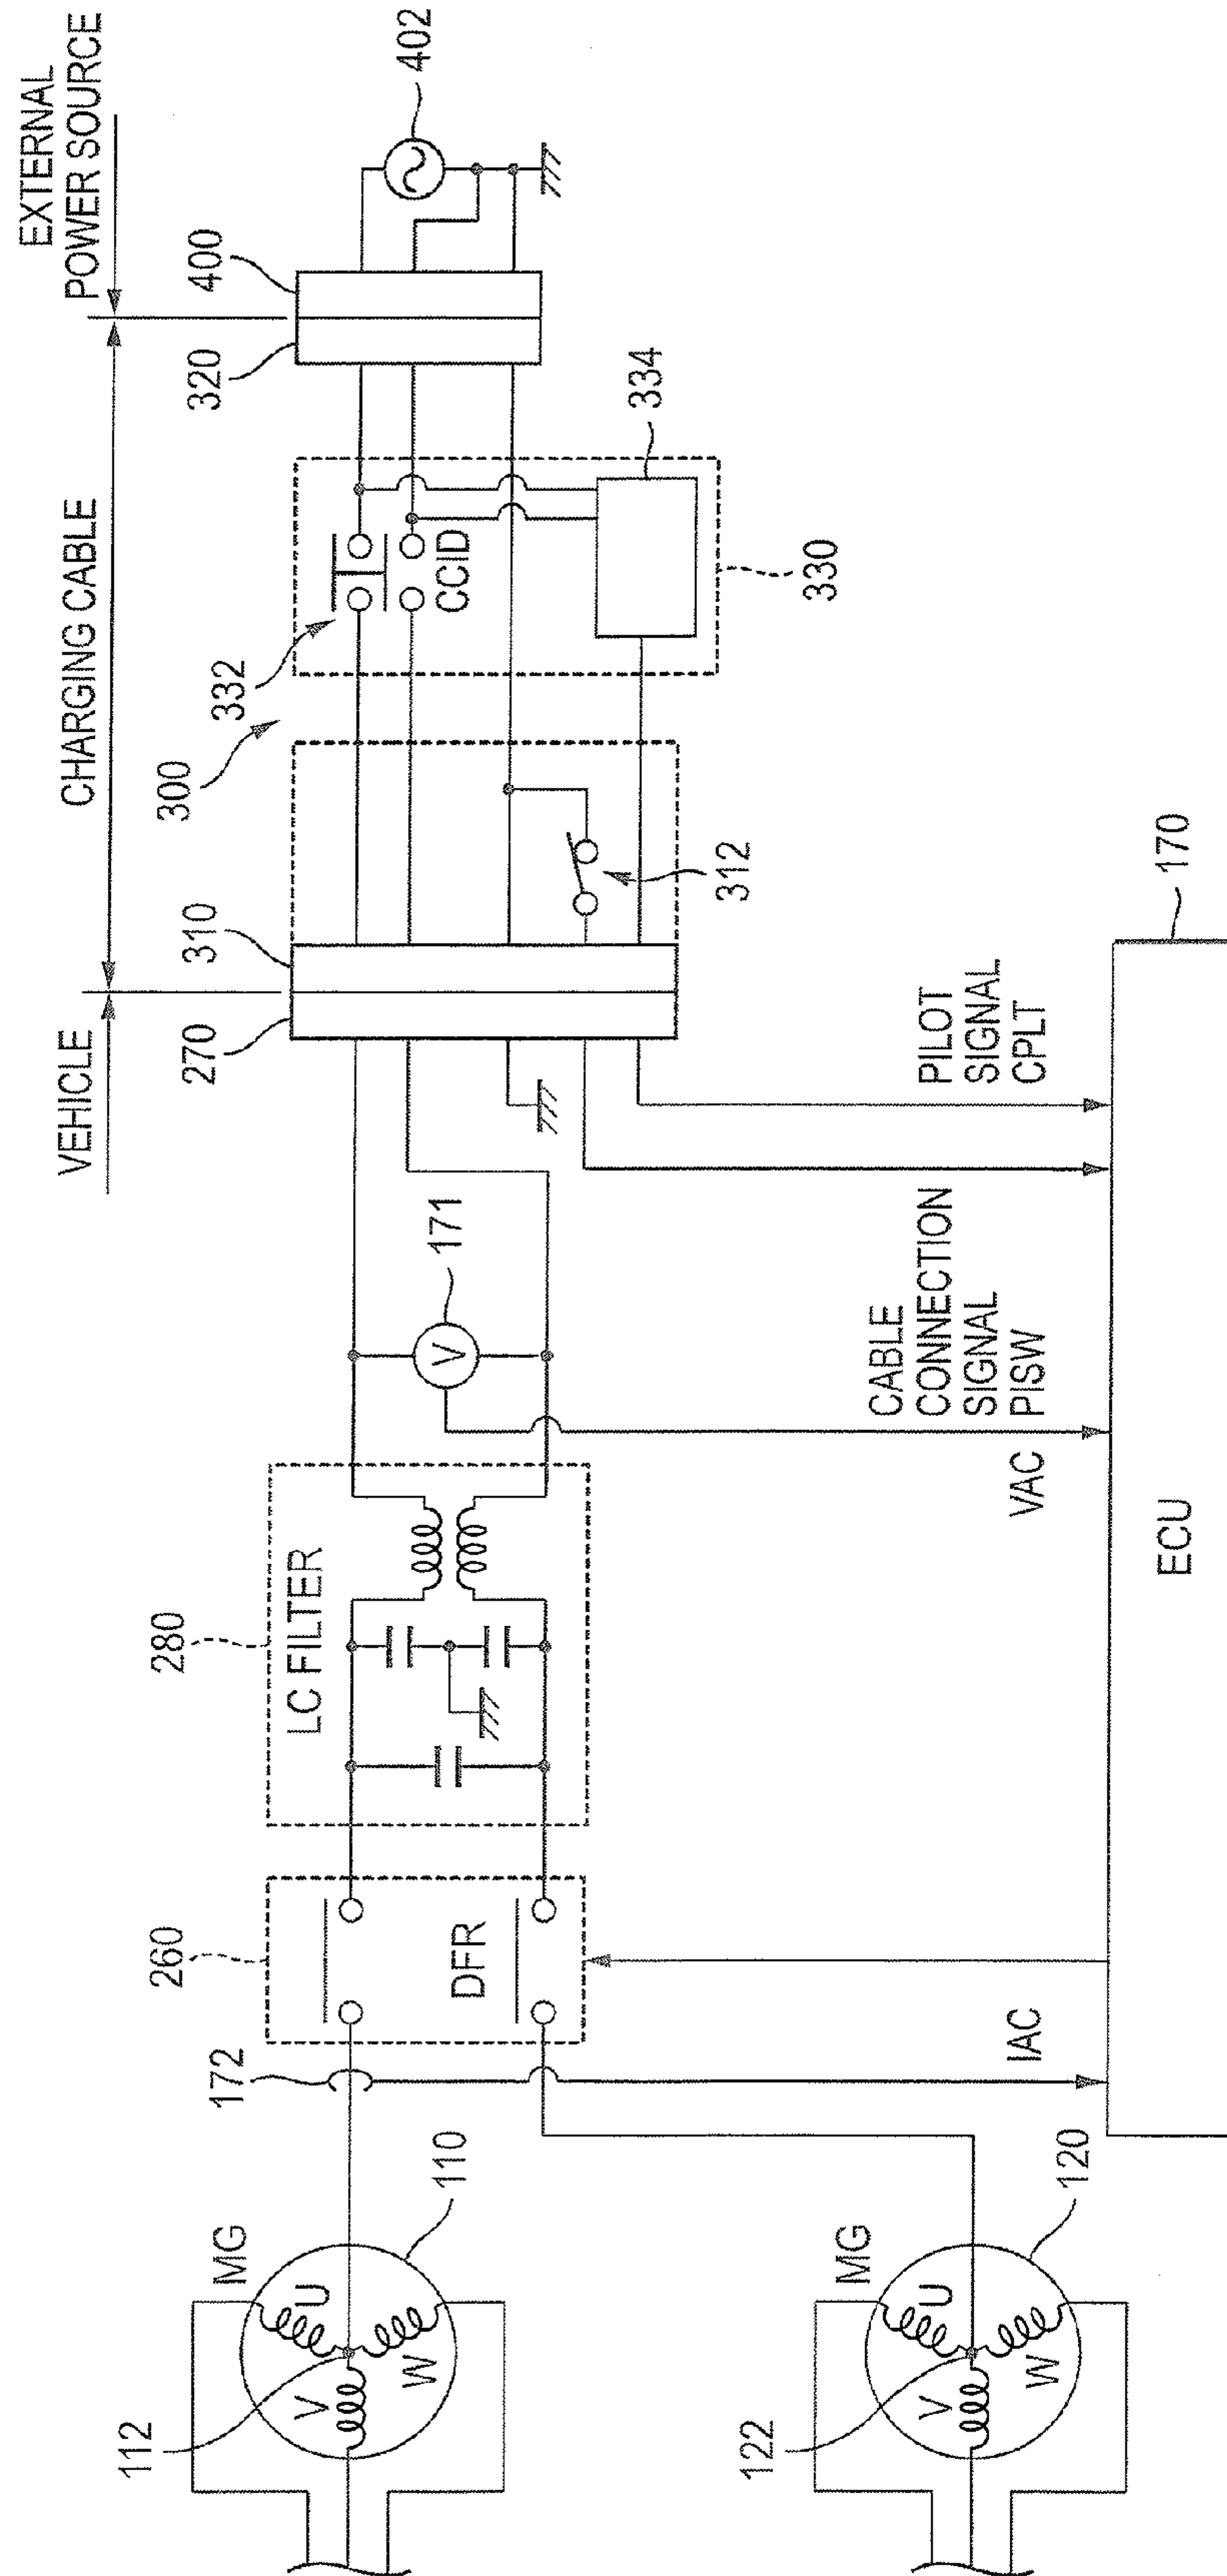 EXTERNAL
POWER SOURCE
CHARGING CABLE
VEHICLE
402
400
320
334
332
CCID
330
300
312
310
270
170
PILOT
SIGNAL
CPLT
171
CABLE
CONNECTION
SIGNAL
PISW
VAC
280
LC FILTER
ECU
260
DFR
172
IAC
110
MG
U
V
W
112
120
MG
U
V
W
122
V